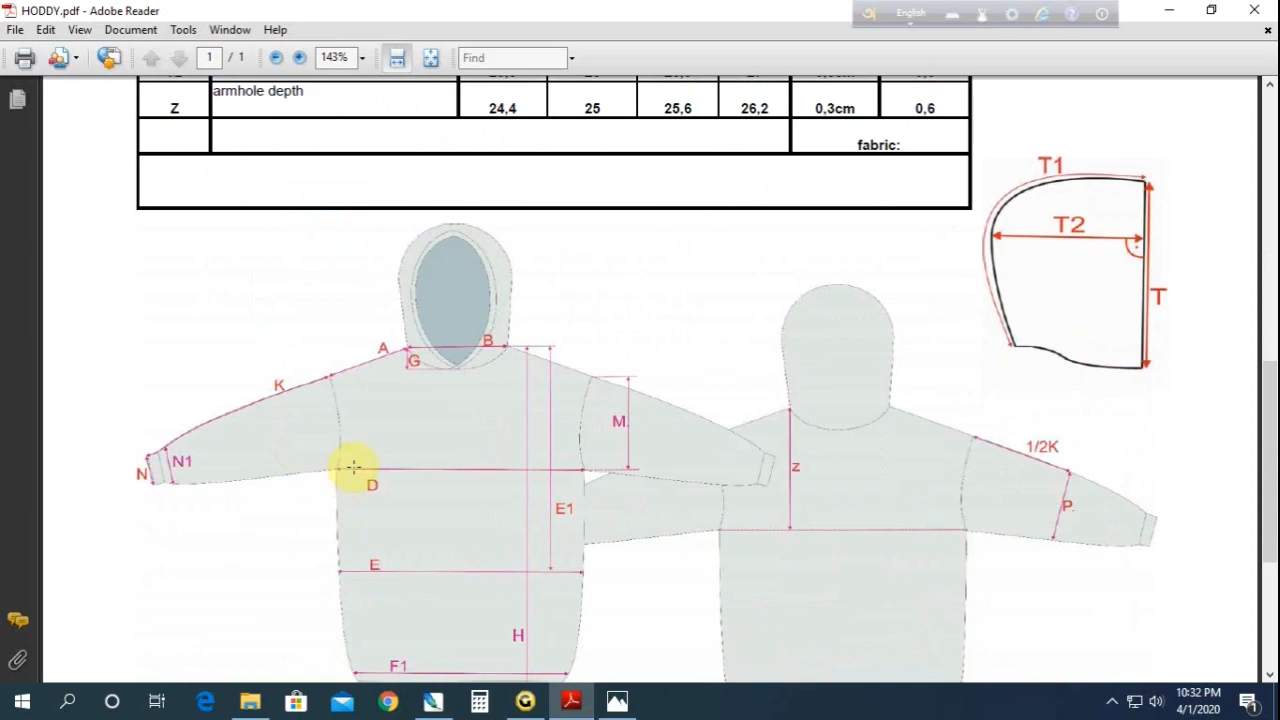 HODDY.pdf - Adobe Reader
English
File Edit View Document Tools Window Help
1 / 1 143% Find
armhole depth
Z 24,4 25 25,6 26,2 0,3cm 0,6
fabric:
T1
T2
T
A B
G
K
M
N N1
D
E1
E
H
F1
z
1/2K
P
10:32 PM
4/1/2020